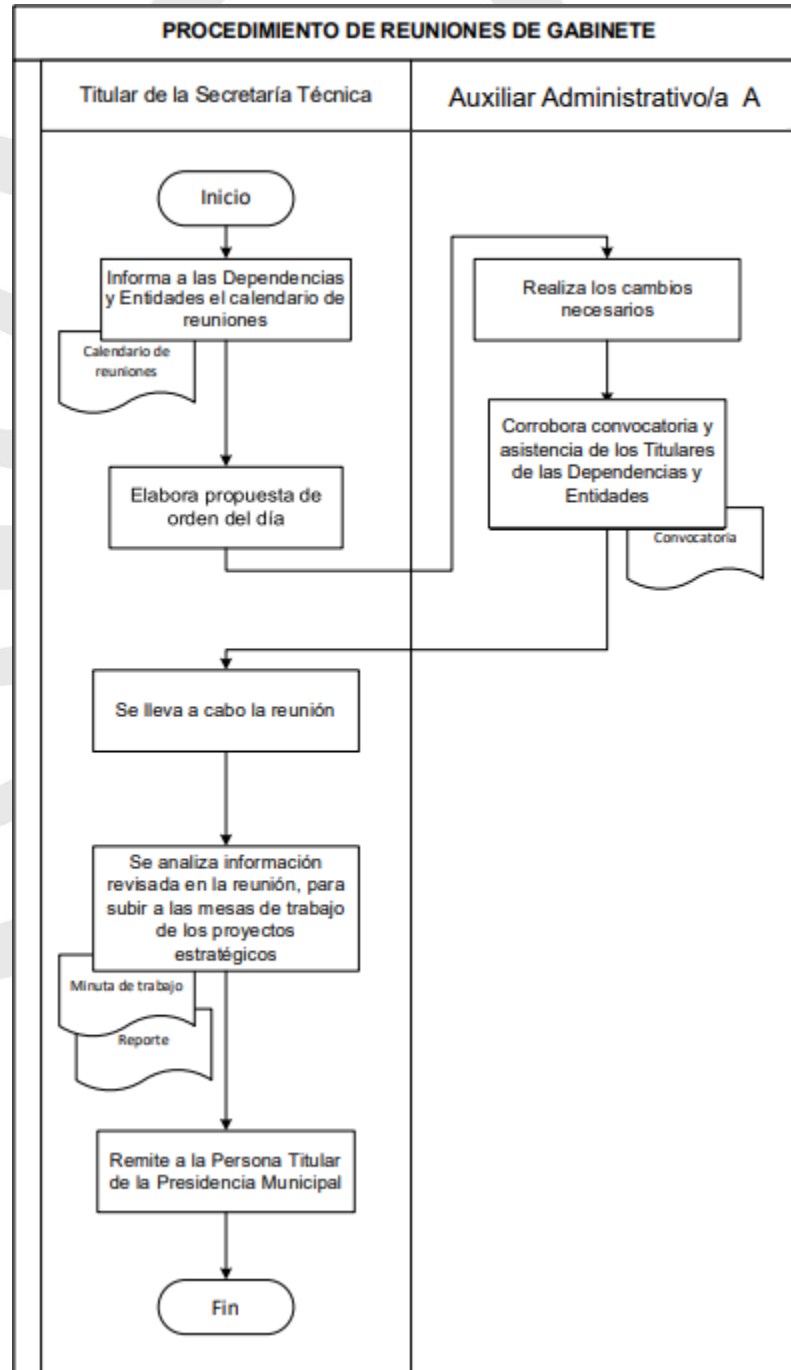 PROCEDIMIENTO DE REUNIONES DE GABINETE
Titular de la Secretaría Técnica
Auxiliar Administrativo/a A
Inicio
Informa a las Dependencias
y Entidades el calendario de
reuniones
Calendario de
reuniones
Elabora propuesta de
orden del día
Realiza los cambios
necesarios
Corrobora convocatoria y
asistencia de los Titulares
de las Dependencias y
Entidades
Convocatoria
Se lleva a cabo la reunión
Se analiza información
revisada en la reunión, para
subir a las mesas de trabajo
de los proyectos
estratégicos
Minuta de trabajo
Reporte
Remite a la Persona Titular
de la Presidencia Municipal
Fin